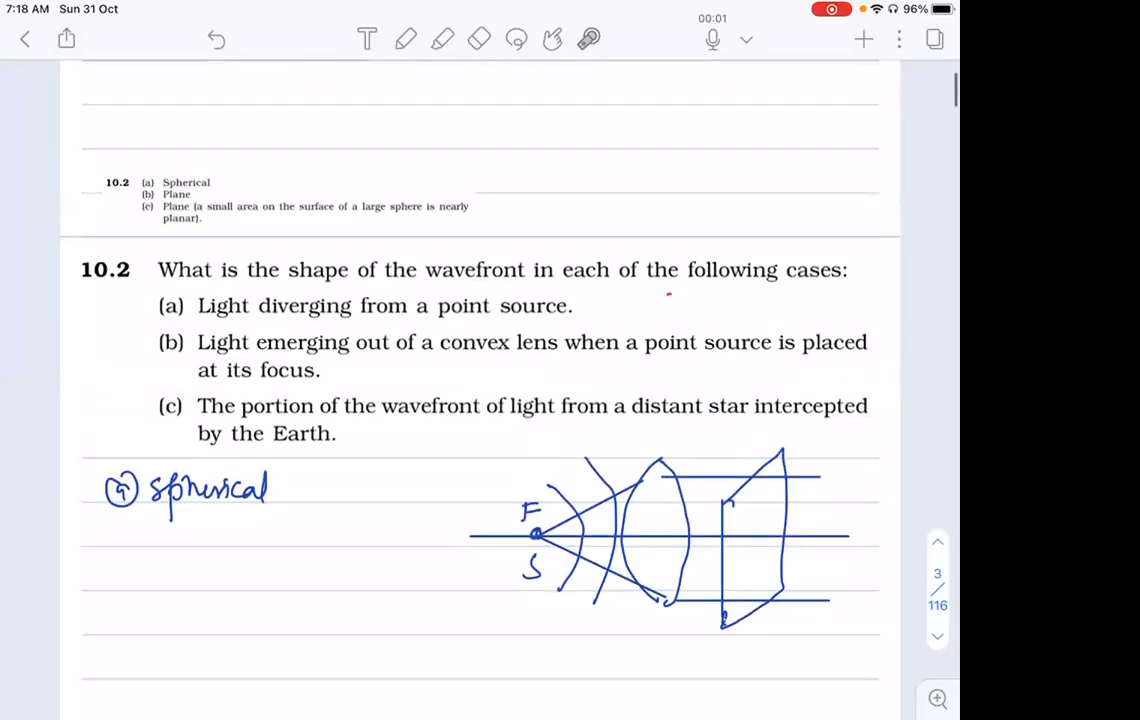 7:18 AM Sun 31 Oct
96%
00:01
10.2 (a) Spherical
(b) Plane
(c) Plane (a small area on the surface of a large sphere is nearly
planar).
10.2 What is the shape of the wavefront in each of the following cases:
(a) Light diverging from a point source.
(b) Light emerging out of a convex lens when a point source is placed
at its focus.
(c) The portion of the wavefront of light from a distant star intercepted
by the Earth.
spherical
F
S
3
/
116